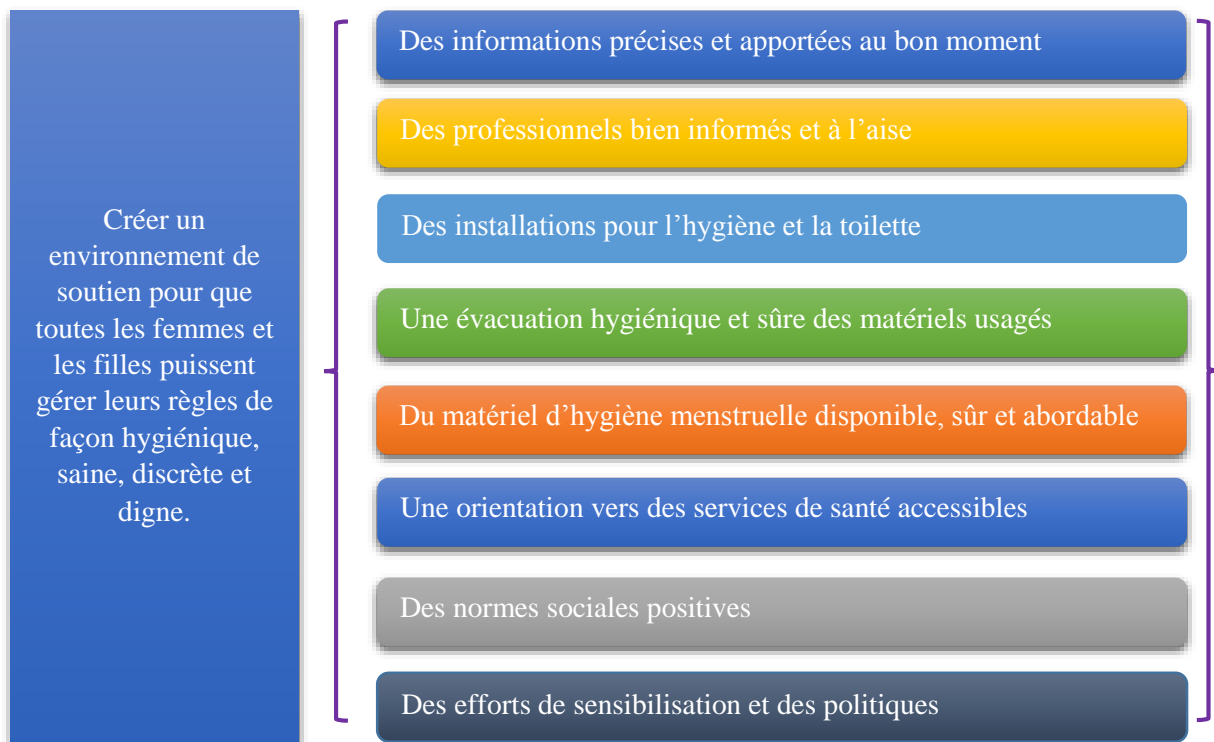 Créer un
environnement de
soutien pour que
toutes les femmes et
les filles puissent
gérer leurs règles de
façon hygiénique,
saine, discrète et
digne.
Des informations précises et apportées au bon moment
Des professionnels bien informés et à l’aise
Des installations pour l’hygiène et la toilette
Une évacuation hygiénique et sûre des matériels usagés
Du matériel d’hygiène menstruelle disponible, sûr et abordable
Une orientation vers des services de santé accessibles
Des normes sociales positives
Des efforts de sensibilisation et des politiques